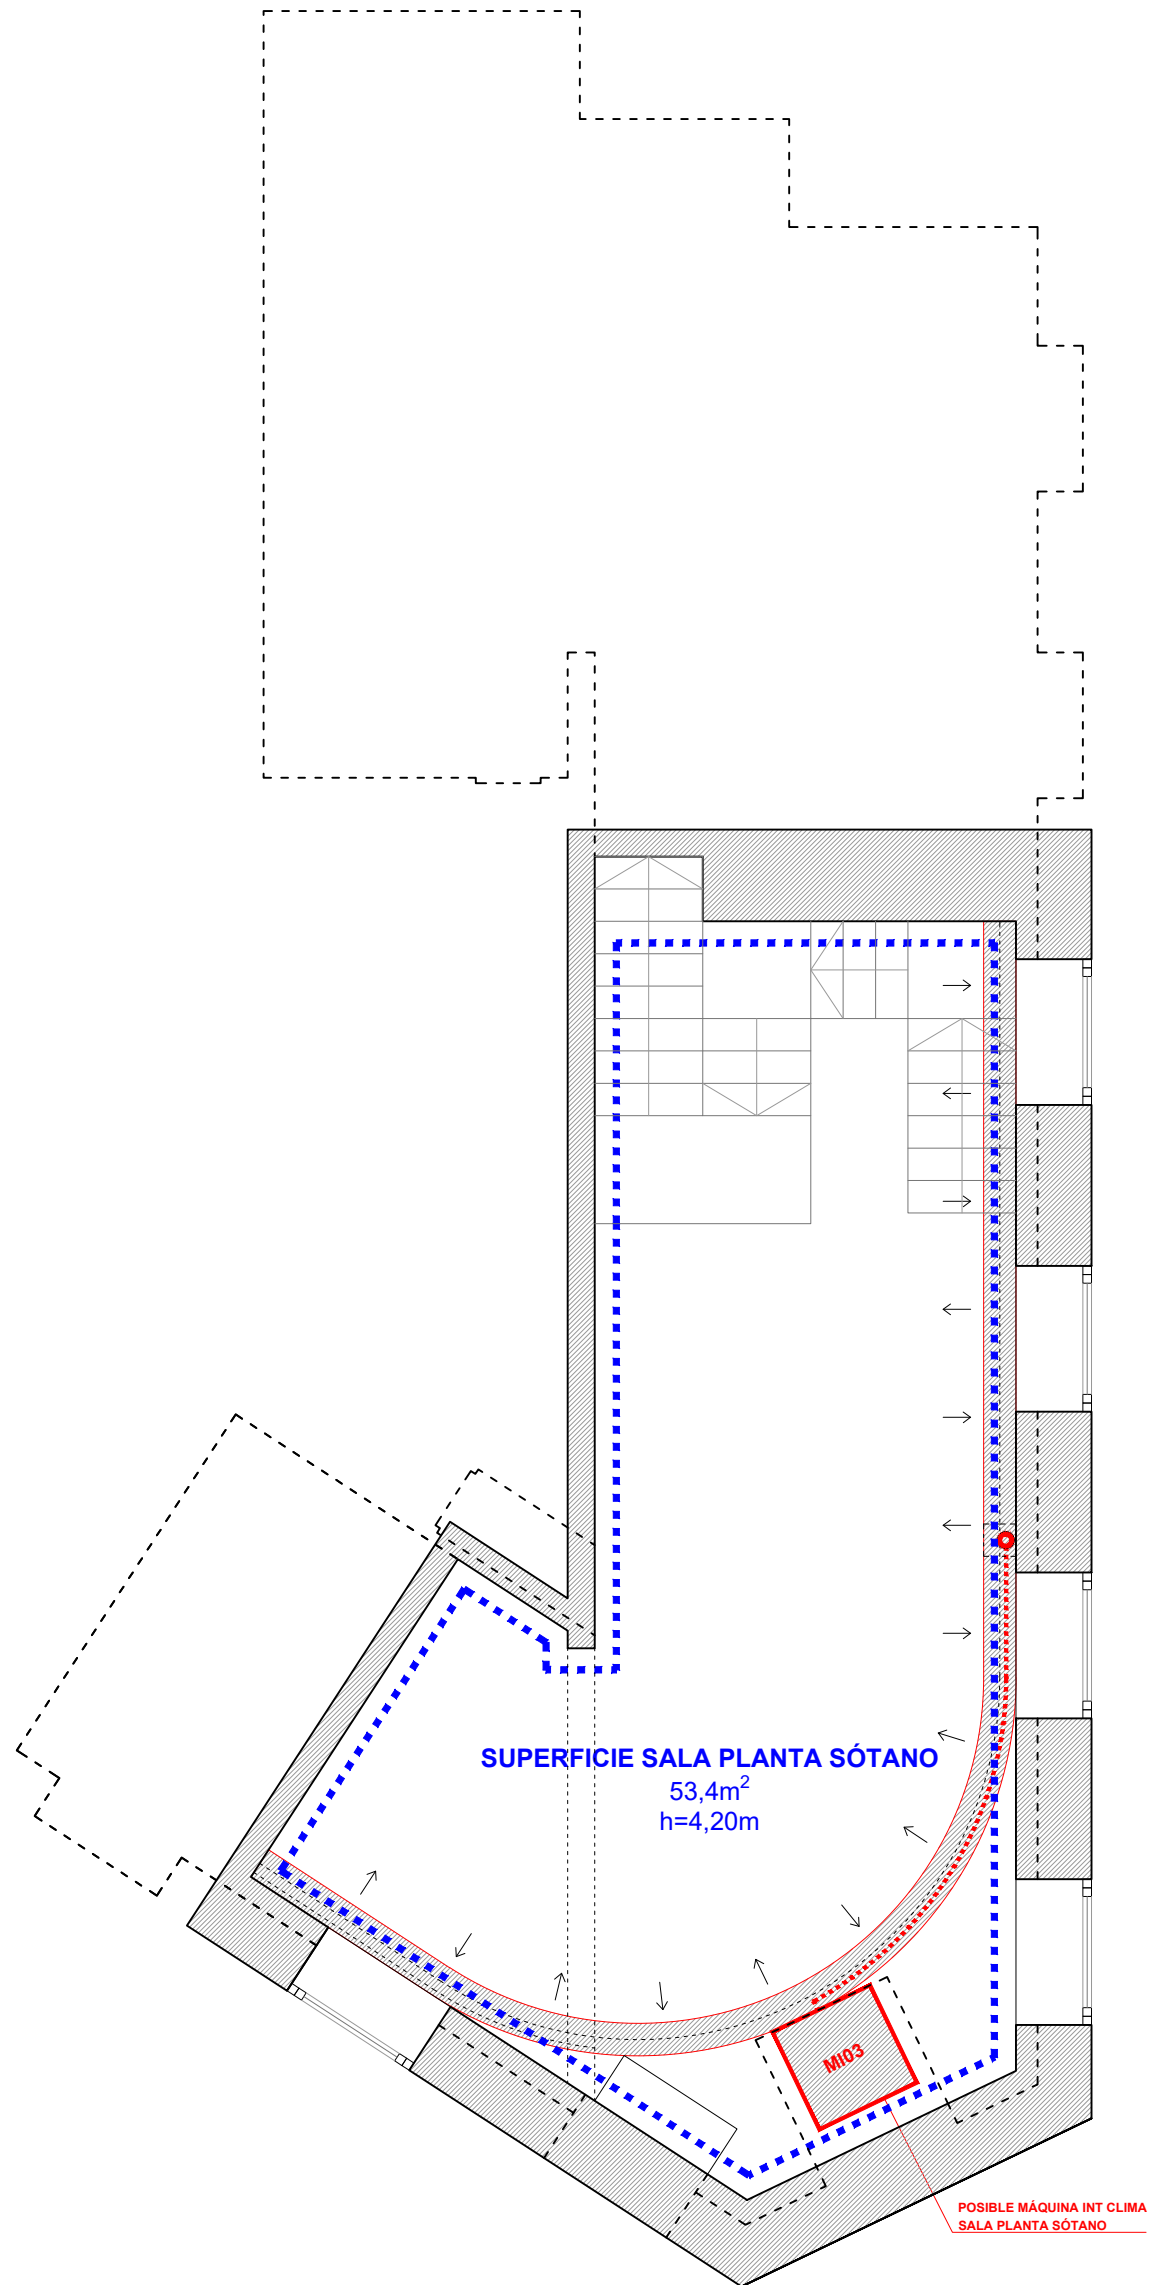 SUPERFICIE SALA PLANTA SÓTANO
53,4m²
h=4,20m
MI03
POSIBLE MÁQUINA INT CLIMA
SALA PLANTA SÓTANO